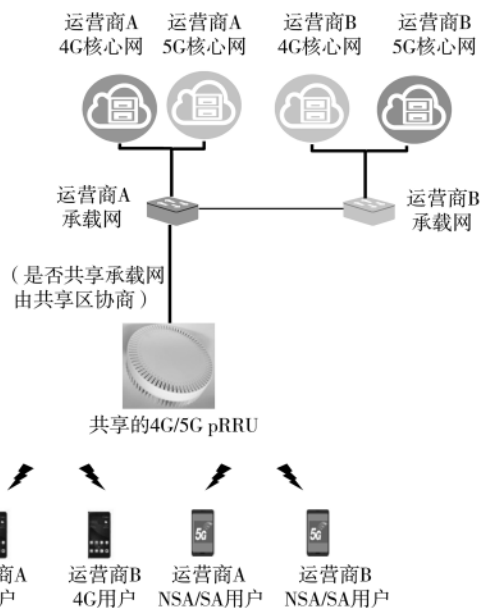 运营商A 运营商A 运营商B 运营商B
4G核心网 5G核心网 4G核心网 5G核心网
运营商A
承载网
运营商B
承载网
（是否共享承载网
由共享区协商）
共享的4G/5G pRRU
5G 5G
商A 运营商B 运营商A 运营商B
户 4G用户 NSA/SA用户 NSA/SA用户